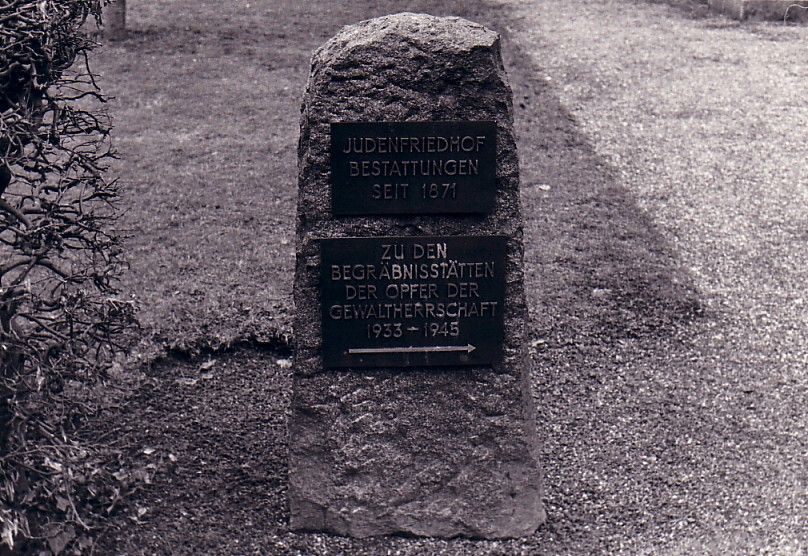 JUDENFRIEDHOF
BESTATTUNGEN
SEIT 1871
ZU DEN
BEGRÄBNISSTÄTTEN
DER OPFER DER
GEWALTHERRSCHAFT
1933-1945